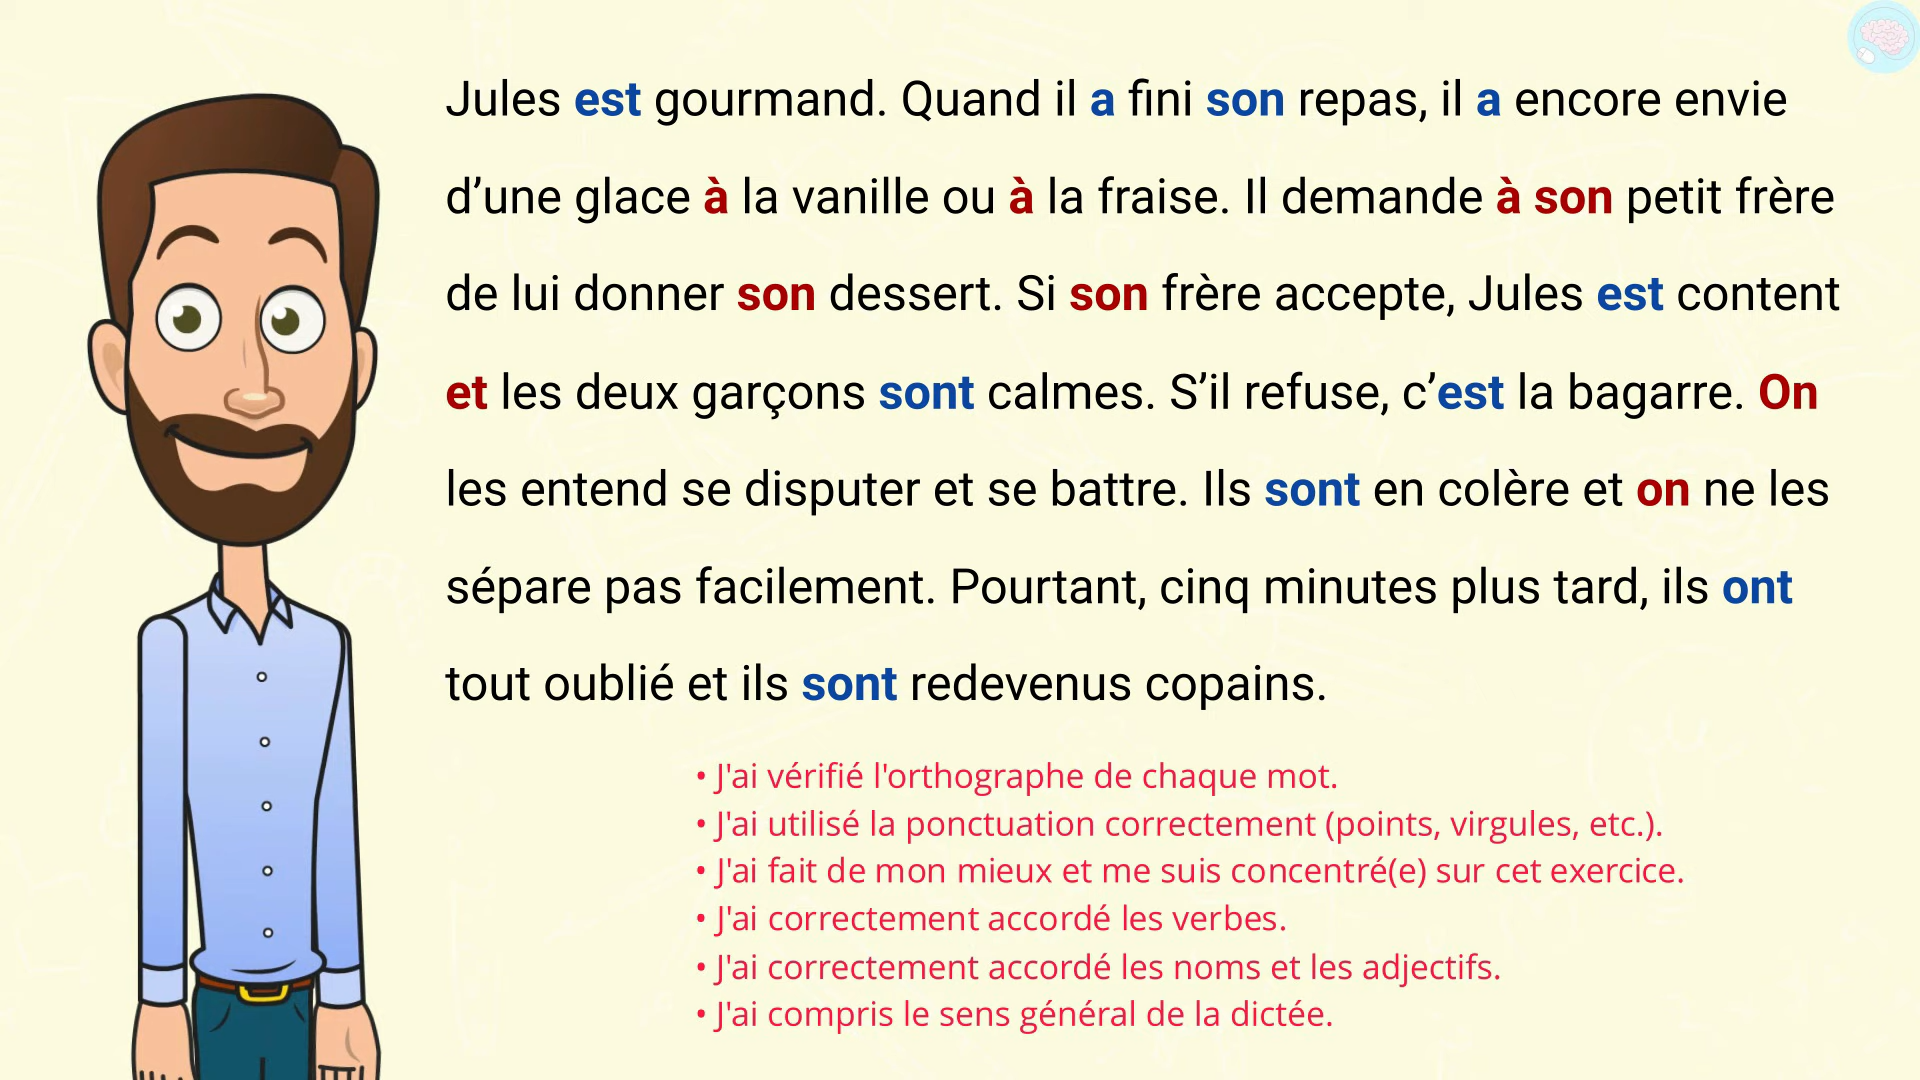 Jules est gourmand. Quand il a fini son repas, il a encore envie
d’une glace à la vanille ou à la fraise. Il demande à son petit frère
de lui donner son dessert. Si son frère accepte, Jules est content
et les deux garçons sont calmes. S’il refuse, c’est la bagarre. On
les entend se disputer et se battre. Ils sont en colère et on ne les
sépare pas facilement. Pourtant, cinq minutes plus tard, ils ont
tout oublié et ils sont redevenus copains.
• J'ai vérifié l'orthographe de chaque mot.
• J'ai utilisé la ponctuation correctement (points, virgules, etc.).
• J'ai fait de mon mieux et me suis concentré(e) sur cet exercice.
• J'ai correctement accordé les verbes.
• J'ai correctement accordé les noms et les adjectifs.
• J'ai compris le sens général de la dictée.